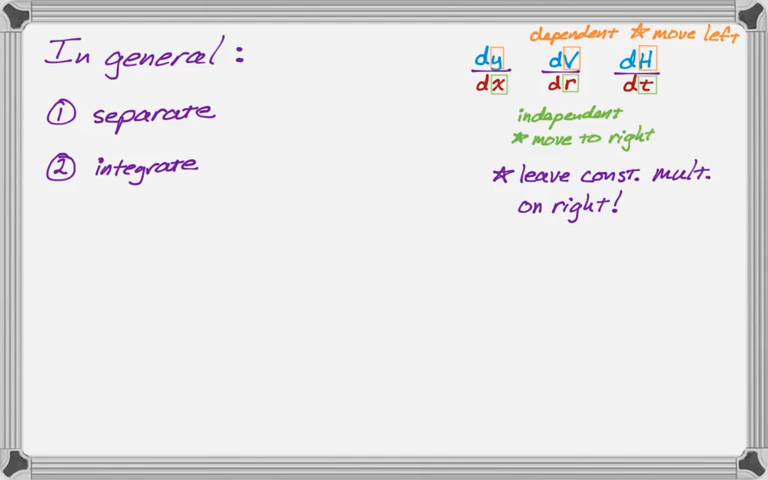 In general:
① separate
② integrate
dependent ☆ move left
dy/dx dV/dr dH/dt
independent
* move to right
☆ leave const. mult.
on right!